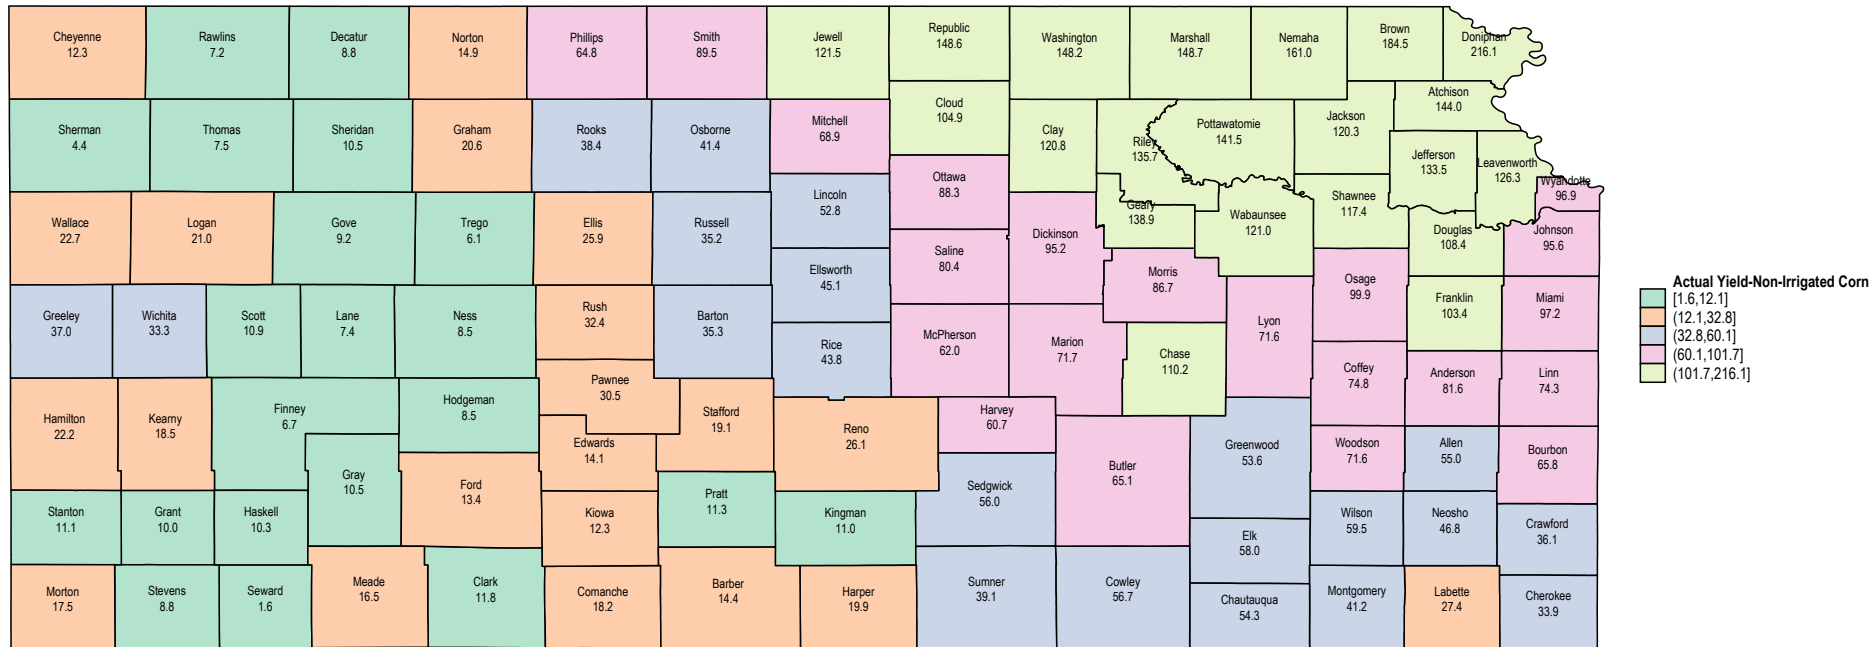 Cheyenne
12.3
Rawlins
7.2
Decatur
8.8
Norton
14.9
Phillips
64.8
Smith
89.5
Jewell
121.5
Republic
148.6
Washington
148.2
Marshall
148.7
Nemaha
161.0
Brown
184.5
Doniphan
216.1
Atchison
144.0
Sherman
4.4
Thomas
7.5
Sheridan
10.5
Graham
20.6
Rooks
38.4
Osborne
41.4
Mitchell
68.9
Cloud
104.9
Clay
120.8
Riley
135.7
Pottawatomie
141.5
Jackson
120.3
Jefferson
133.5
Leavenworth
126.3
Wyandotte
96.9
Wallace
22.7
Logan
21.0
Gove
9.2
Trego
6.1
Ellis
25.9
Russell
35.2
Lincoln
52.8
Ottawa
88.3
Saline
80.4
Dickinson
95.2
Geary
138.9
Wabaunsee
121.0
Shawnee
117.4
Douglas
108.4
Johnson
95.6
Ellsworth
45.1
Morris
86.7
Osage
99.9
Franklin
103.4
Miami
97.2
Greeley
37.0
Wichita
33.3
Scott
10.9
Lane
7.4
Ness
8.5
Rush
32.4
Barton
35.3
Rice
43.8
McPherson
62.0
Marion
71.7
Chase
110.2
Lyon
71.6
Coffey
74.8
Anderson
81.6
Linn
74.3
Hamilton
22.2
Kearny
18.5
Finney
6.7
Hodgeman
8.5
Pawnee
30.5
Stafford
19.1
Edwards
14.1
Reno
26.1
Harvey
60.7
Butler
65.1
Greenwood
53.6
Woodson
71.6
Allen
55.0
Bourbon
65.8
Gray
10.5
Ford
13.4
Kiowa
12.3
Pratt
11.3
Kingman
11.0
Sedgwick
56.0
Elk
58.0
Wilson
59.5
Neosho
46.8
Crawford
36.1
Stanton
11.1
Grant
10.0
Haskell
10.3
Morton
17.5
Stevens
8.8
Seward
1.6
Meade
16.5
Clark
11.8
Comanche
18.2
Barber
14.4
Harper
19.9
Sumner
39.1
Cowley
56.7
Chautauqua
54.3
Montgomery
41.2
Labette
27.4
Cherokee
33.9
Actual Yield-Non-Irrigated Corn
[1.6,12.1]
(12.1,32.8]
(32.8,60.1]
(60.1,101.7]
(101.7,216.1]